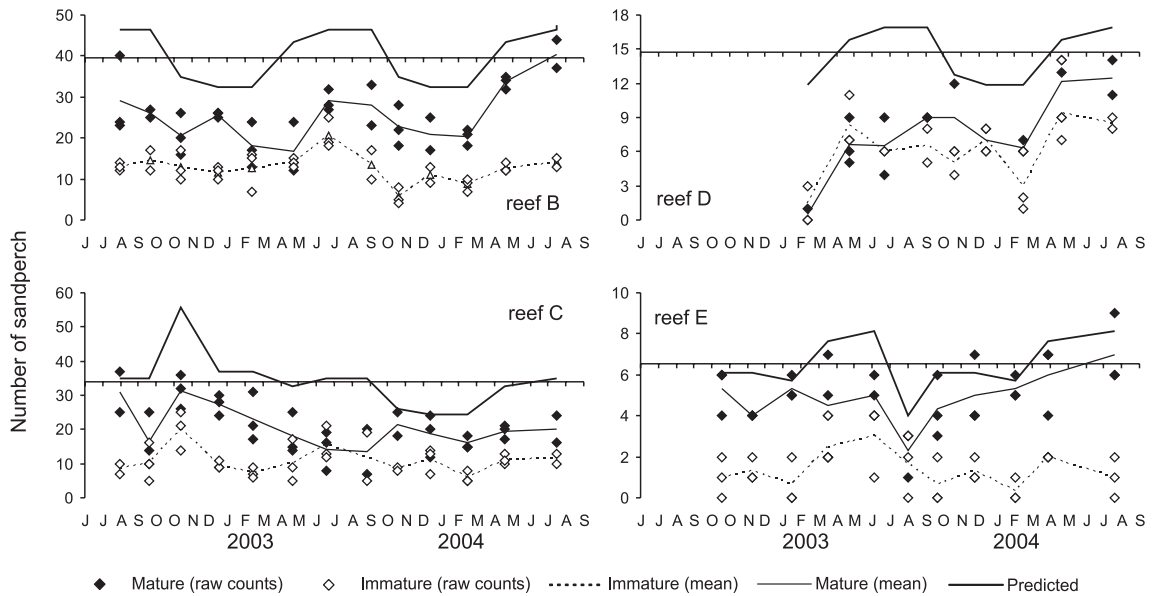 Number of sandperch
50
40
30
20
10
0
reef B
J J A S O N D J F M A M J J A S O N D J F M A M J J A S
18
15
12
9
6
3
0
reef D
J J A S O N D J F M A M J J A S O N D J F M A M J J A S
60
50
40
30
20
10
0
reef C
J J A S O N D J F M A M J J A S O N D J F M A M J J A S
2003 2004
10
8
6
4
2
0
reef E
J J A S O N D J F M A M J J A S O N D J F M A M J J A S
2003 2004
Mature (raw counts) Immature (raw counts) Immature (mean) Mature (mean) Predicted